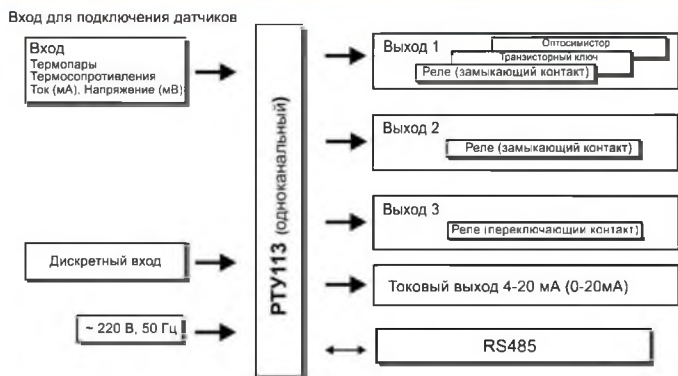 Вход для подключения датчиков
Вход
Термопары
Термосопротивления
Ток (мА), Напряжение (мВ)
Дискретный вход
~ 220 В, 50 Гц
РТУ113 (одноканальный)
Выход 1
Оптосимистор
Транзисторный ключ
Реле (замыкающий контакт)
Выход 2
Реле (замыкающий контакт)
Выход 3
Реле (переключающий контакт)
Токовый выход 4-20 мА (0-20мА)
RS485